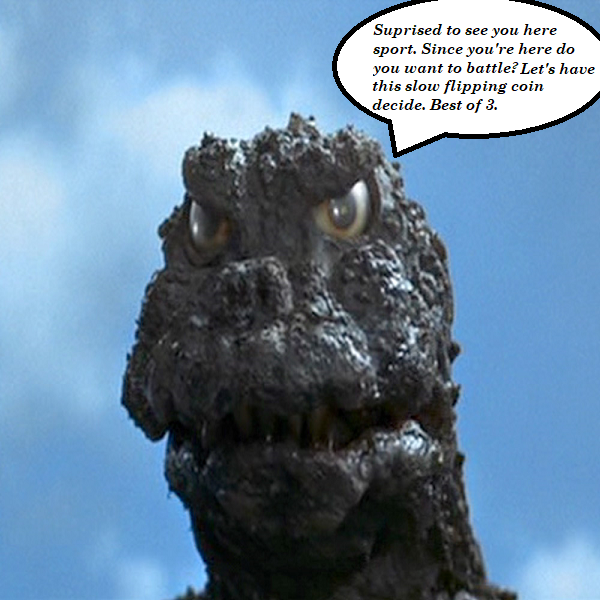 Suprised to see you here
sport. Since you're here do
you want to battle? Let's have
this slow flipping coin
decide. Best of 3.